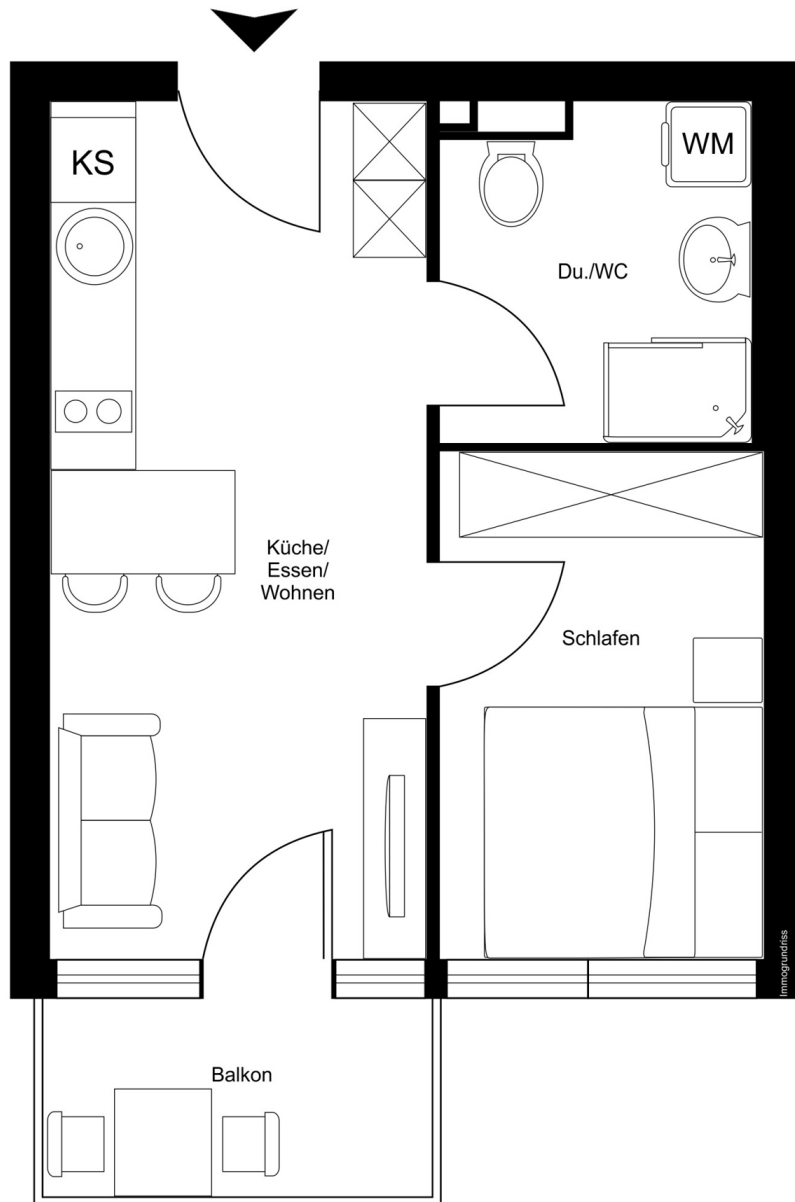 KS
WM
Du./WC
Küche/
Essen/
Wohnen
Schlafen
Immogrundriss
Balkon